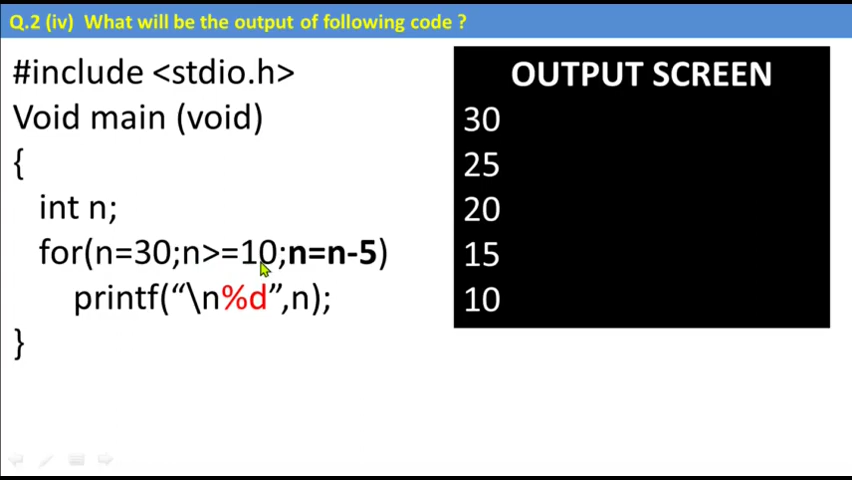 Q.2 (iv) What will be the output of following code ?
#include <stdio.h>
Void main (void)
{
int n;
for(n=30;n>=10;n=n-5)
printf(“\n%d”,n);
}
OUTPUT SCREEN
30
25
20
15
10